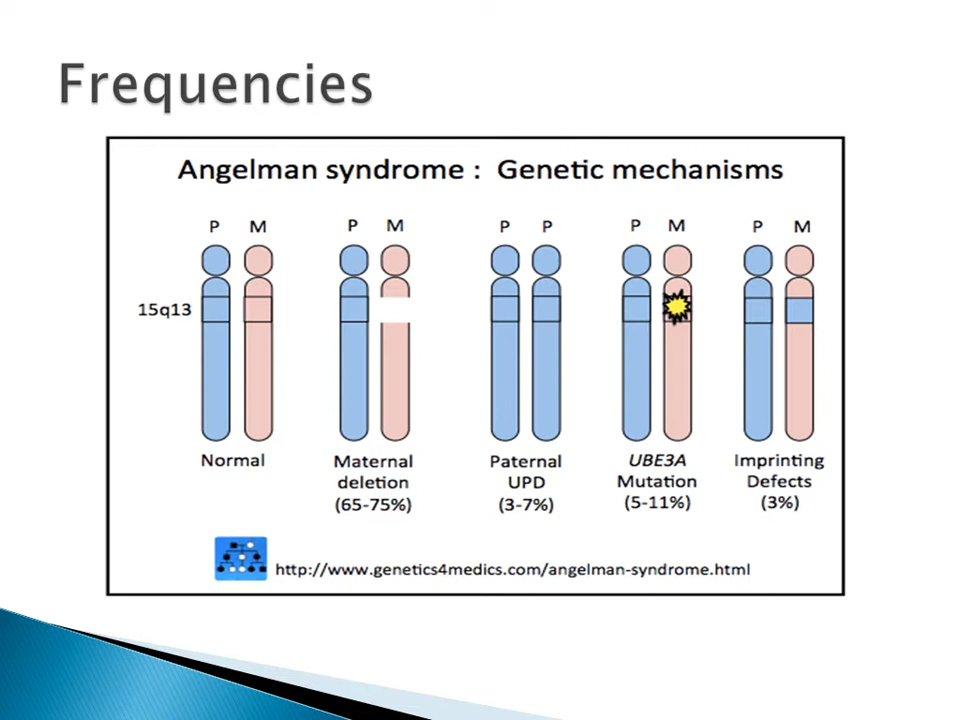 Frequencies
Angelman syndrome : Genetic mechanisms
P M P M P P P M P M
15q13
Normal
Maternal
deletion
(65-75%)
Paternal
UPD
(3-7%)
UBE3A
Mutation
(5-11%)
Imprinting
Defects
(3%)
http://www.genetics4medics.com/angelman-syndrome.html